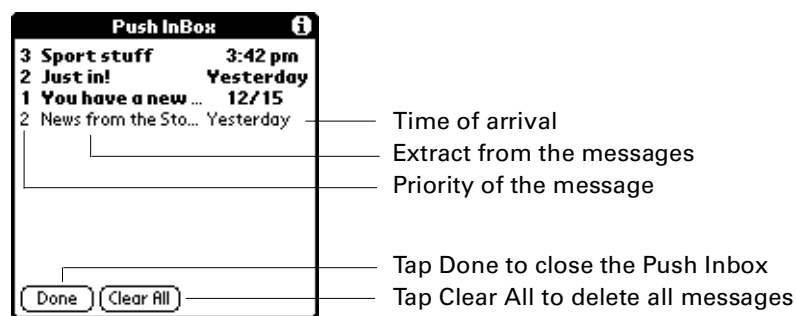 Push InBox
3 Sport stuff 3:42 pm
2 Just in! Yesterday
1 You have a new ... 12/15
2 News from the Sto... Yesterday
Time of arrival
Extract from the messages
Priority of the message
Tap Done to close the Push Inbox
Done Clear All
Tap Clear All to delete all messages